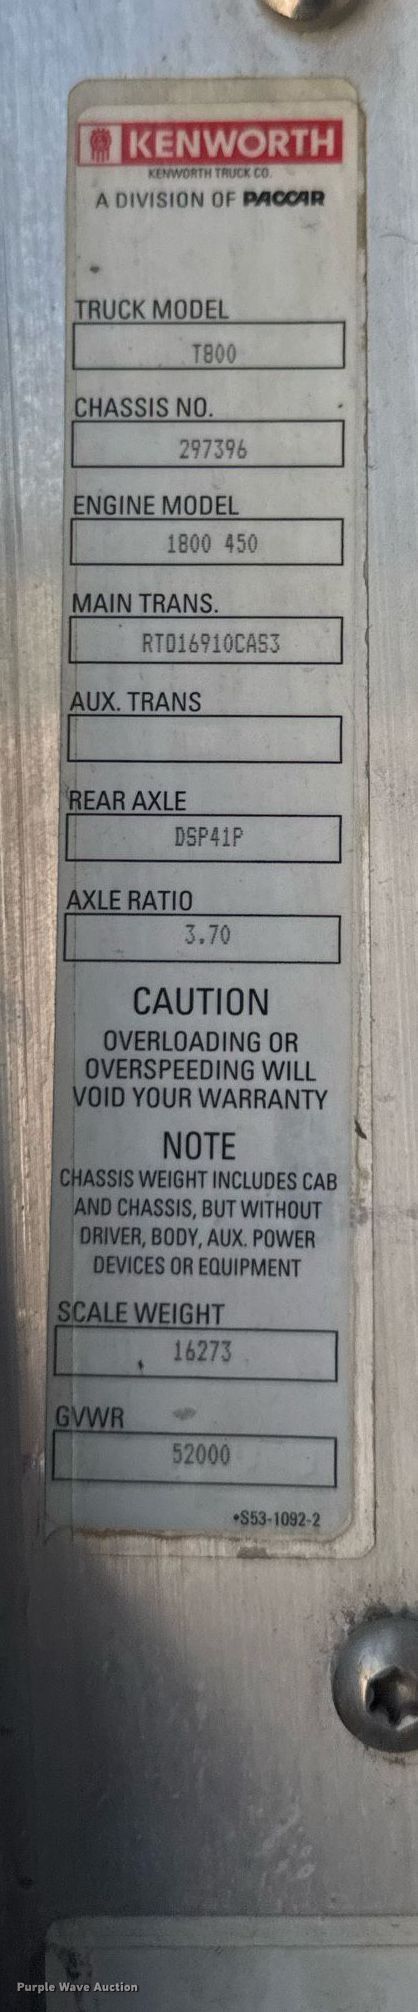 KENWORTH
KENWORTH TRUCK CO.
A DIVISION OF PACCAR
TRUCK MODEL
T800
CHASSIS NO.
297396
ENGINE MODEL
1800 450
MAIN TRANS.
RTO16910CAS3
AUX. TRANS
REAR AXLE
DSP41P
AXLE RATIO
3.70
CAUTION
OVERLOADING OR
OVERSPEEDING WILL
VOID YOUR WARRANTY
NOTE
CHASSIS WEIGHT INCLUDES CAB
AND CHASSIS, BUT WITHOUT
DRIVER, BODY, AUX. POWER
DEVICES OR EQUIPMENT
SCALE WEIGHT
16273
GVWR
52000
•S53-1092-2
Purple Wave Auction